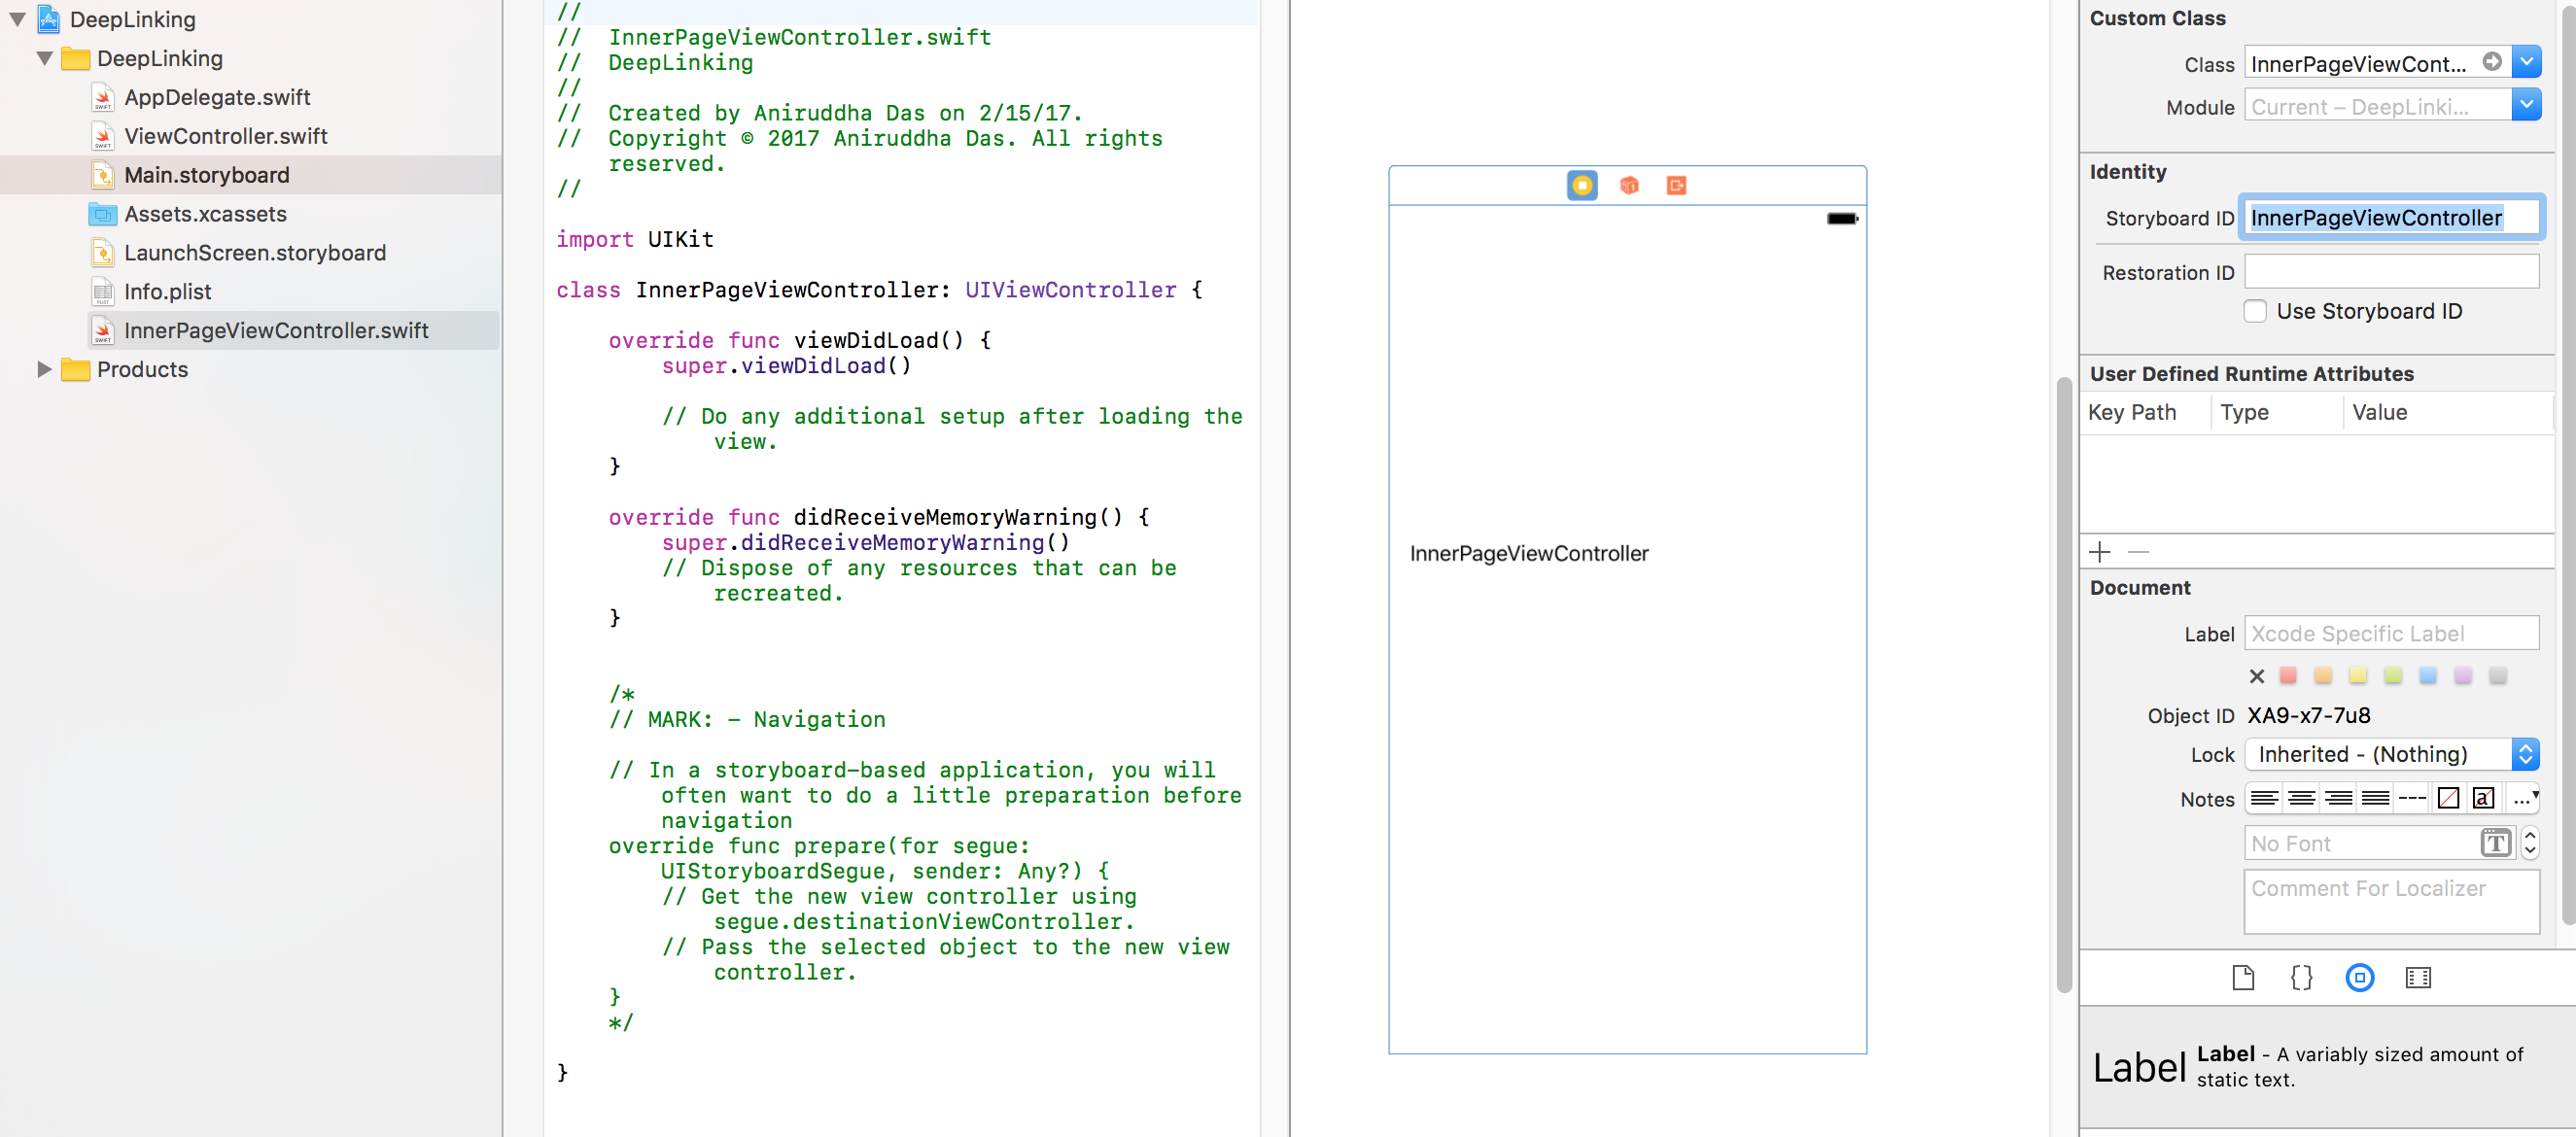 DeepLinking
DeepLinking
AppDelegate.swift
ViewController.swift
Main.storyboard
Assets.xcassets
LaunchScreen.storyboard
Info.plist
InnerPageViewController.swift
Products
//
//  InnerPageViewController.swift
//  DeepLinking
//
//  Created by Aniruddha Das on 2/15/17.
//  Copyright © 2017 Aniruddha Das. All rights
reserved.
//
import UIKit
class InnerPageViewController: UIViewController {
override func viewDidLoad() {
super.viewDidLoad()
// Do any additional setup after loading the
view.
}
override func didReceiveMemoryWarning() {
super.didReceiveMemoryWarning()
// Dispose of any resources that can be
recreated.
}
/*
// MARK: - Navigation
// In a storyboard-based application, you will
often want to do a little preparation before
navigation
override func prepare(for segue:
UIStoryboardSegue, sender: Any?) {
// Get the new view controller using
segue.destinationViewController.
// Pass the selected object to the new view
controller.
}
*/
}
InnerPageViewController
Custom Class
Class InnerPageViewCont...
Module Current – DeepLinki...
Identity
Storyboard ID InnerPageViewController
Restoration ID
Use Storyboard ID
User Defined Runtime Attributes
Key Path Type Value
Document
Label Xcode Specific Label
Object ID XA9-x7-7u8
Lock Inherited - (Nothing)
Notes
No Font
Comment For Localizer
Label Label - A variably sized amount of
static text.